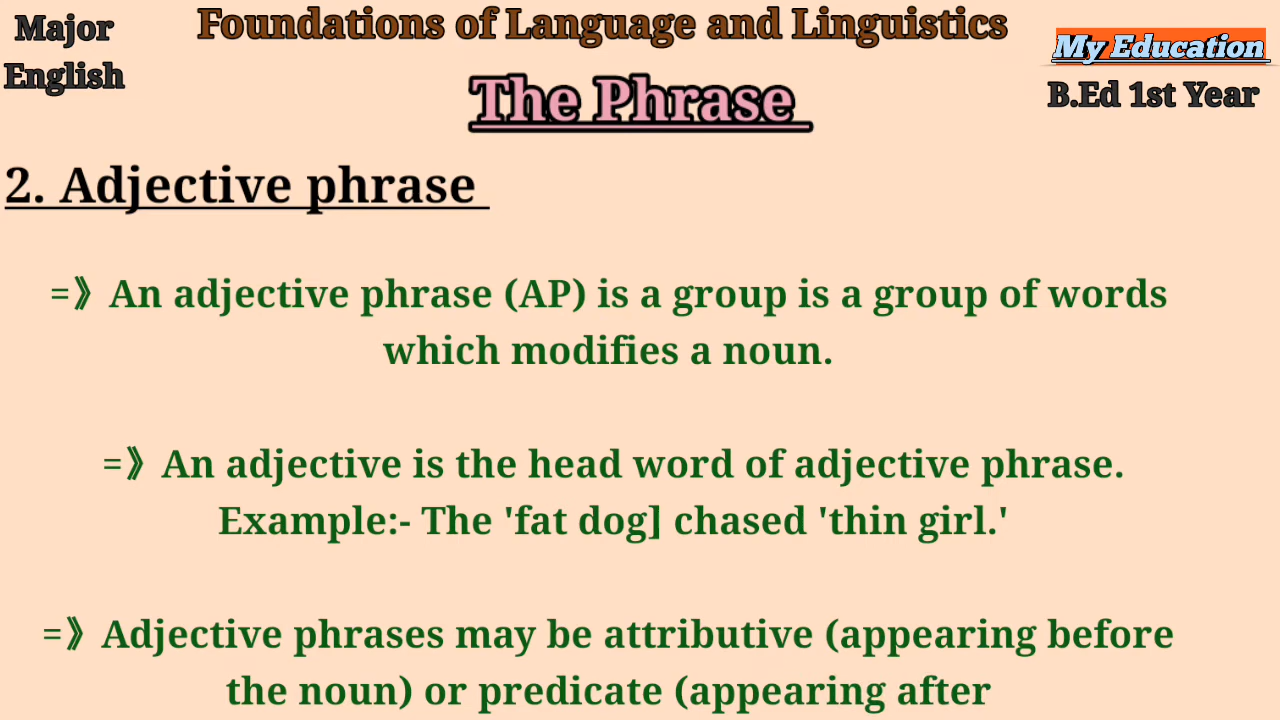 Major
English
Foundations of Language and Linguistics
My Education
B.Ed 1st Year
The Phrase
2. Adjective phrase
=》An adjective phrase (AP) is a group is a group of words
which modifies a noun.
=》An adjective is the head word of adjective phrase.
Example:- The 'fat dog] chased 'thin girl.'
=》Adjective phrases may be attributive (appearing before
the noun) or predicate (appearing after